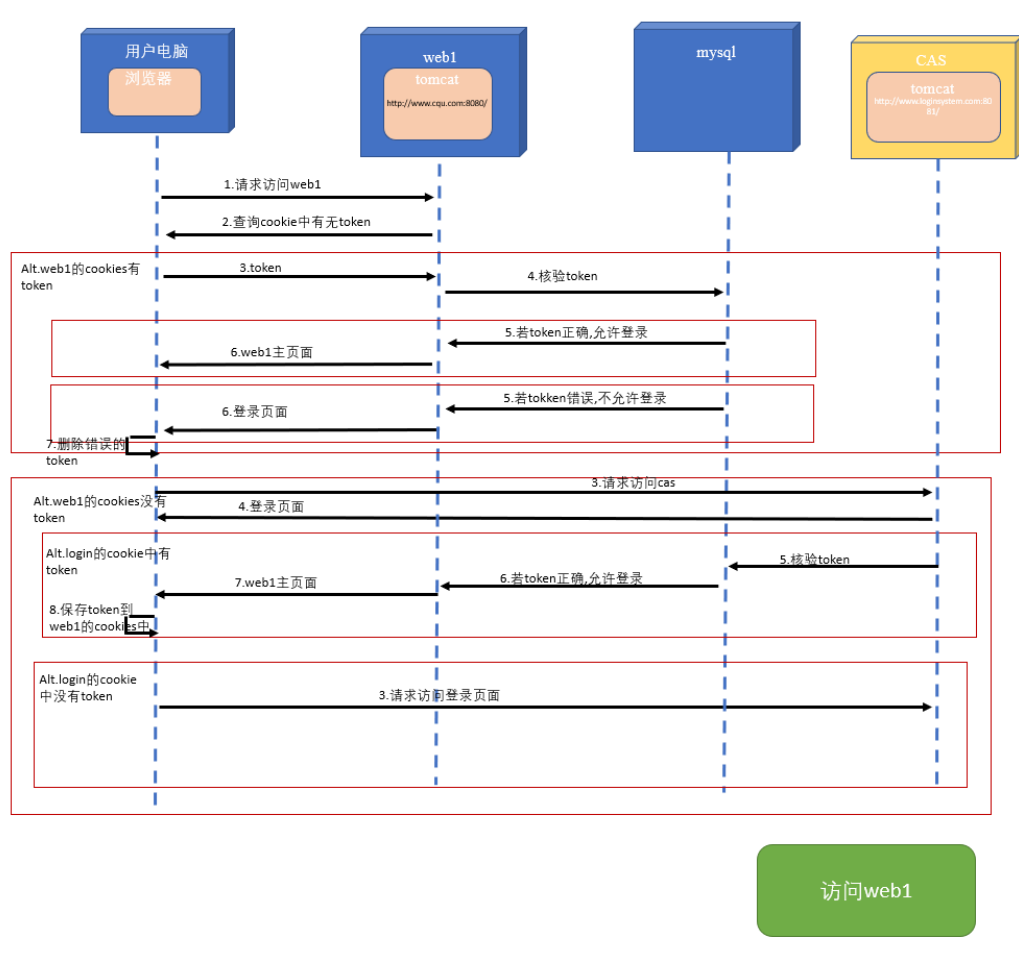 用户电脑
浏览器
web1
tomcat
http://www.cqu.com:8080/
mysql
CAS
tomcat
http://www.loginsystem.com:80
81/
1.请求访问web1
2.查询cookie中有无token
Alt.web1的cookies有
token
3.token
4.核验token
5.若token正确,允许登录
6.web1主页面
5.若tokken错误,不允许登录
6.登录页面
7.删除错误的
token
3.请求访问cas
Alt.web1的cookies没有
token
4.登录页面
Alt.login的cookie中有
token
5.核验token
6.若token正确,允许登录
7.web1主页面
8.保存token到
web1的cookies中
Alt.login的cookie
中没有token
3.请求访问登录页面
访问web1